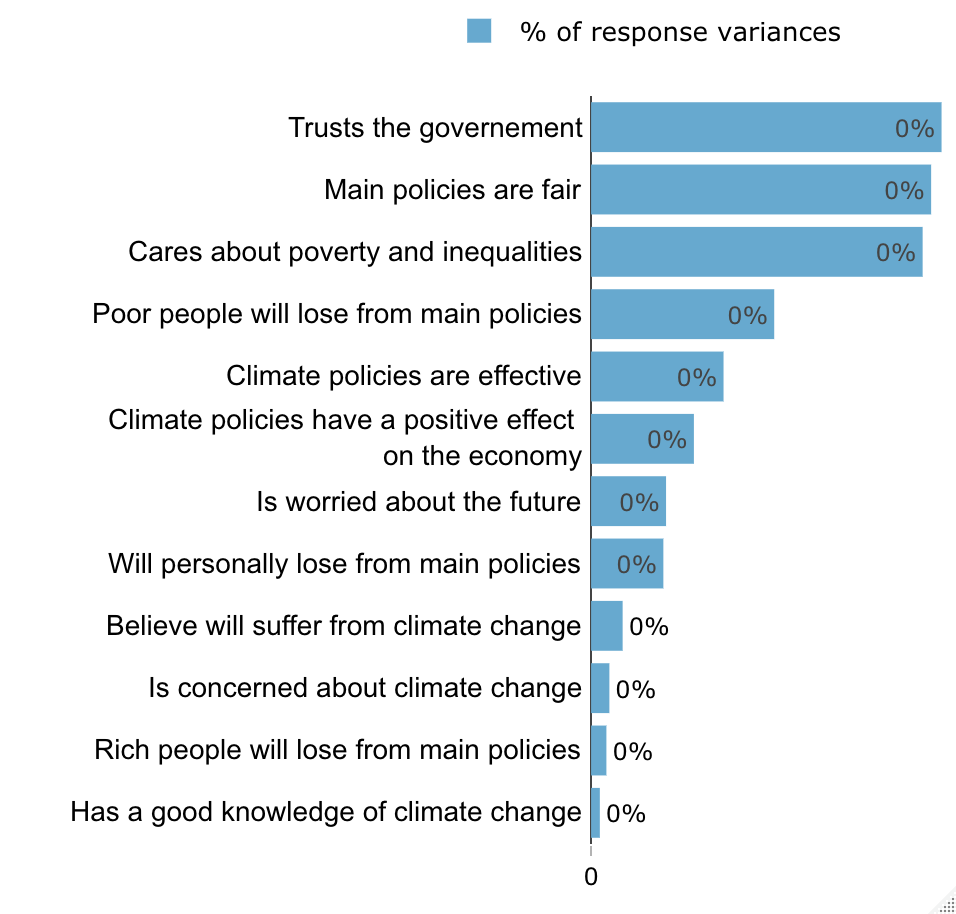 % of response variances
Trusts the governement 0%
Main policies are fair 0%
Cares about poverty and inequalities 0%
Poor people will lose from main policies 0%
Climate policies are effective 0%
Climate policies have a positive effect
on the economy 0%
Is worried about the future 0%
Will personally lose from main policies 0%
Believe will suffer from climate change 0%
Is concerned about climate change 0%
Rich people will lose from main policies 0%
Has a good knowledge of climate change 0%
0